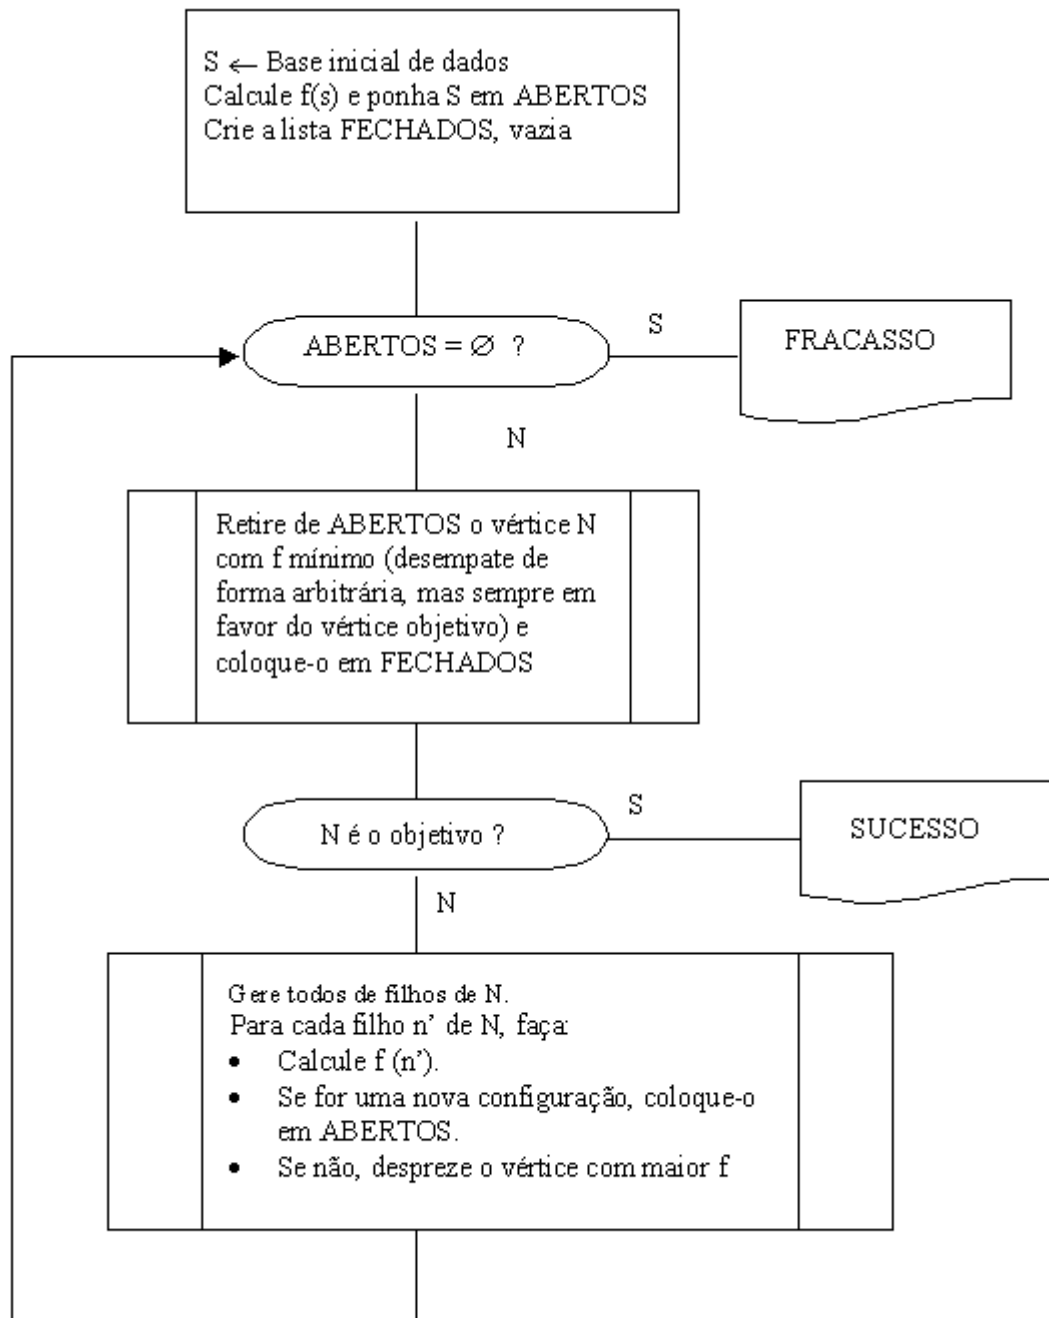 S ← Base inicial de dados
Calcule f(s) e ponha S em ABERTOS
Crie a lista FECHADOS, vazia
ABERTOS = ∅ ?
S
FRACASSO
N
Retire de ABERTOS o vértice N
com f mínimo (desempate de
forma arbitrária, mas sempre em
favor do vértice objetivo) e
coloque-o em FECHADOS
N é o objetivo ?
S
SUCESSO
N
Gere todos de filhos de N.
Para cada filho n’ de N, faça:
• Calcule f (n’).
• Se for uma nova configuração, coloque-o
em ABERTOS.
• Se não, despreze o vértice com maior f